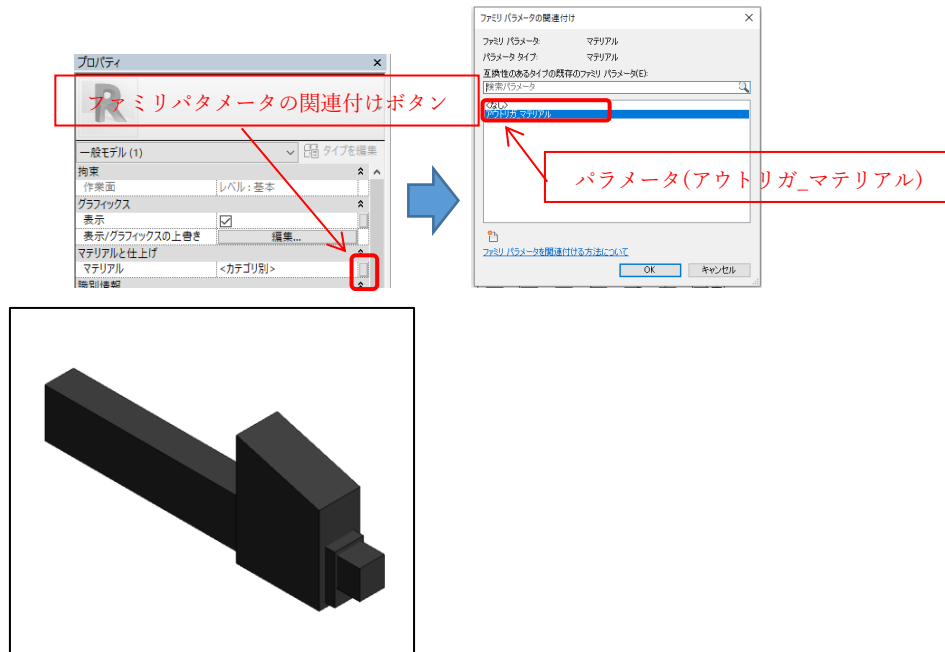 プロパティ
R
ファミリパタメータの関連付けボタン
一般モデル (1)
タイプを編集
拘束
作業面
レベル : 基本
グラフィックス
表示
表示/グラフィックスの上書き
編集...
マテリアルと仕上げ
マテリアル
<カテゴリ別>
識別情報
ファミリ パラメータの関連付け
ファミリ パラメータ:
マテリアル
パラメータ タイプ:
マテリアル
互換性のあるタイプの既存のファミリ パラメータ(E):
検索パラメータ
<なし>
アウトリガ_マテリアル
パラメータ(アウトリガ_マテリアル)
ファミリ パラメータを関連付ける方法について
OK
キャンセル